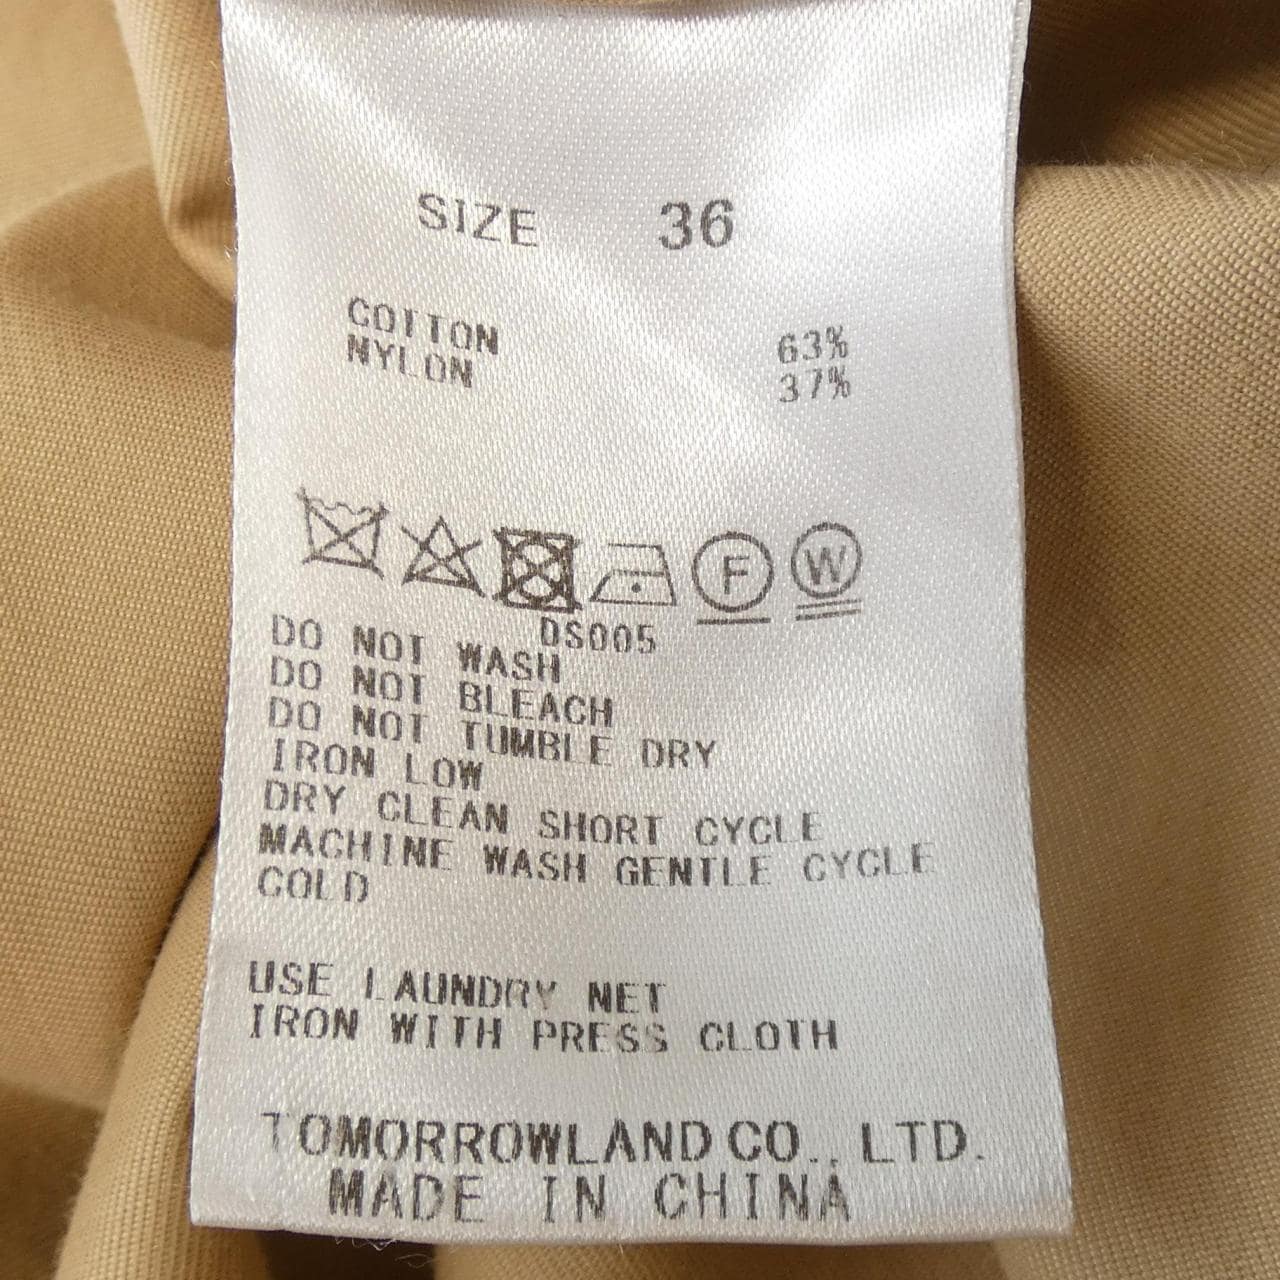 SIZE 36
COTTON 63%
NYLON 37%
F W
DS005
DO NOT WASH
DO NOT BLEACH
DO NOT TUMBLE DRY
IRON LOW
DRY CLEAN SHORT CYCLE
MACHINE WASH GENTLE CYCLE
COLD
USE LAUNDRY NET
IRON WITH PRESS CLOTH
TOMORROWLAND CO., LTD.
MADE IN CHINA